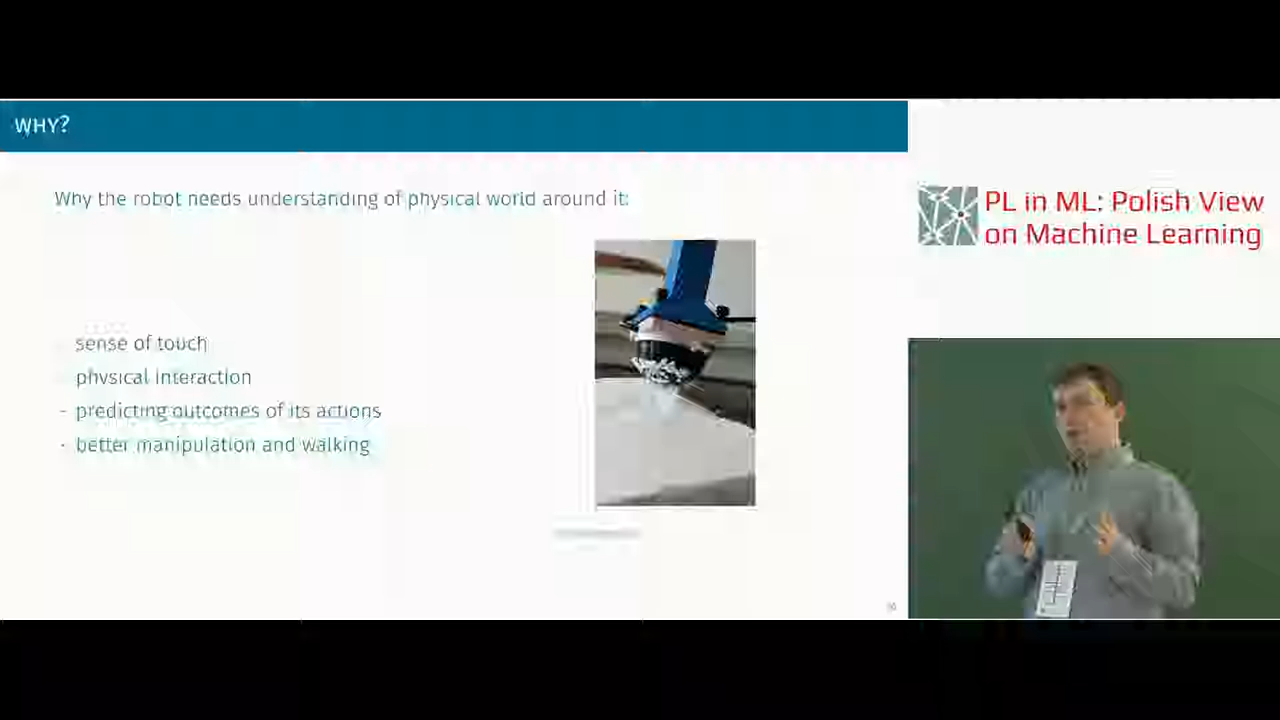 WHY?
Why the robot needs understanding of physical world around it:
- sense of touch
- physical interaction
- predicting outcomes of its actions
- better manipulation and walking
PL in ML: Polish View
on Machine Learning